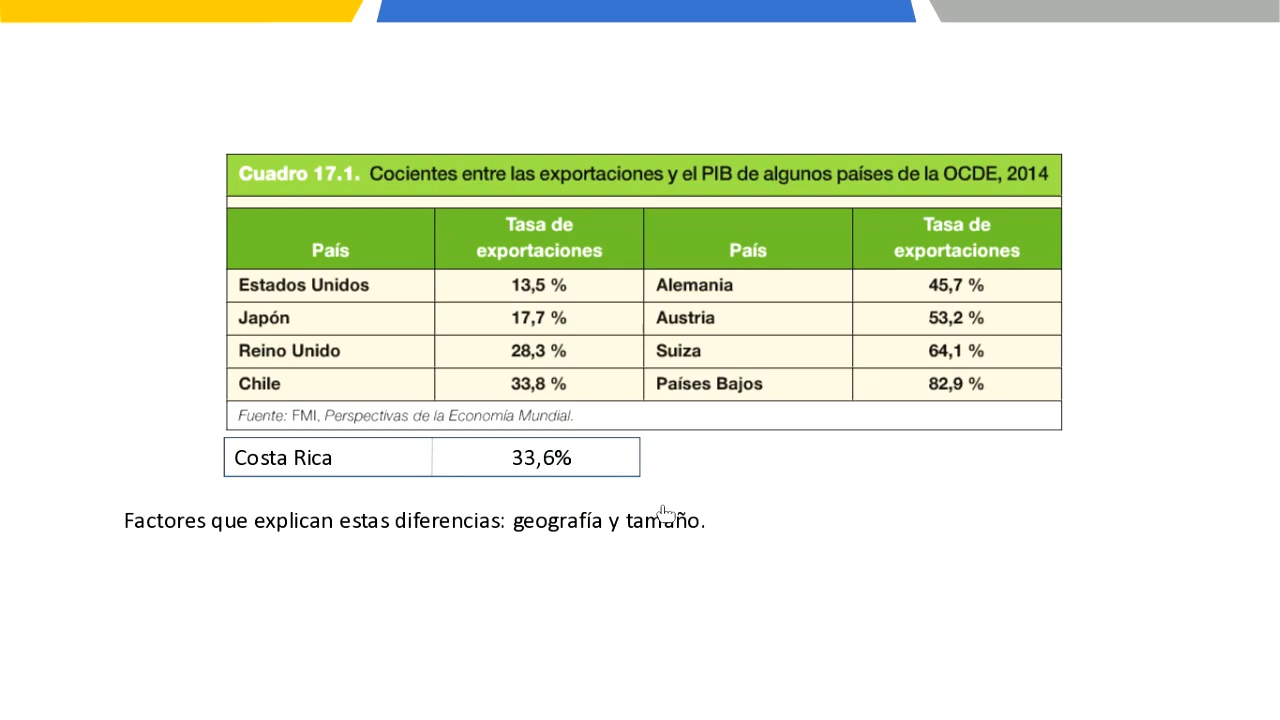 Cuadro 17.1. Cocientes entre las exportaciones y el PIB de algunos países de la OCDE, 2014
País Tasa de exportaciones País Tasa de exportaciones
Estados Unidos 13,5 % Alemania 45,7 %
Japón 17,7 % Austria 53,2 %
Reino Unido 28,3 % Suiza 64,1 %
Chile 33,8 % Países Bajos 82,9 %
Fuente: FMI, Perspectivas de la Economía Mundial.
Costa Rica 33,6%
Factores que explican estas diferencias: geografía y tamaño.